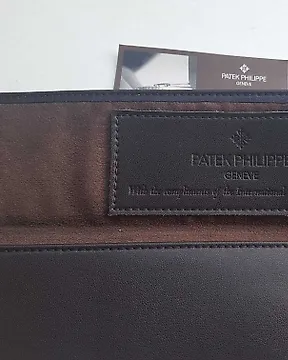 PATEK PHILIPPE
GENEVE
PATEK PHILIPPE
GENEVE
With the compliments of the International